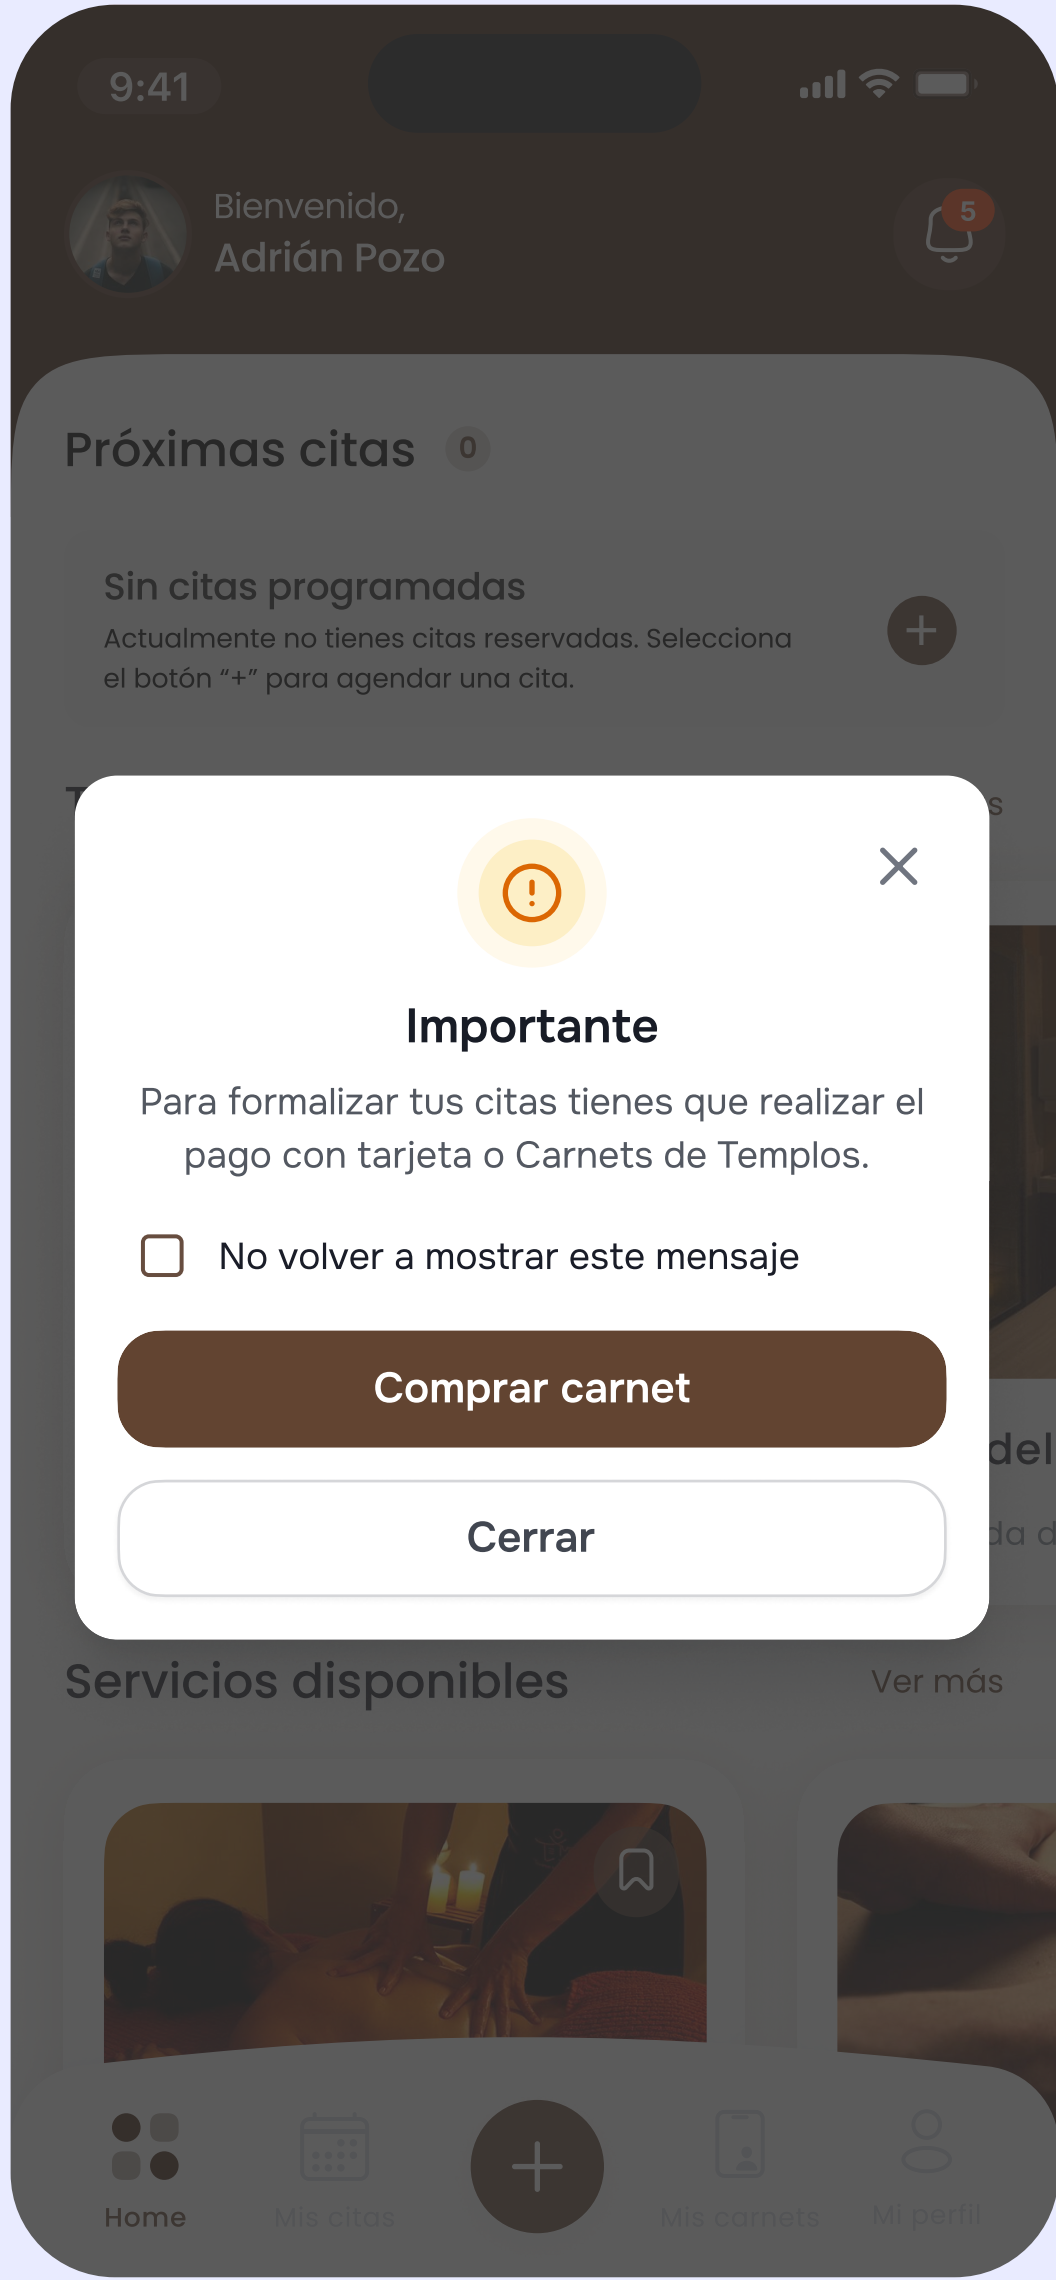 9:41
Bienvenido,
Adrián Pozo
5
Próximas citas 0
Sin citas programadas
Actualmente no tienes citas reservadas. Selecciona
el botón “+” para agendar una cita.
Importante
Para formalizar tus citas tienes que realizar el
pago con tarjeta o Carnets de Templos.
No volver a mostrar este mensaje
Comprar carnet
del
Cerrar
Servicios disponibles
Ver más
Home
Mis citas
Mis carnets
Mi perfil